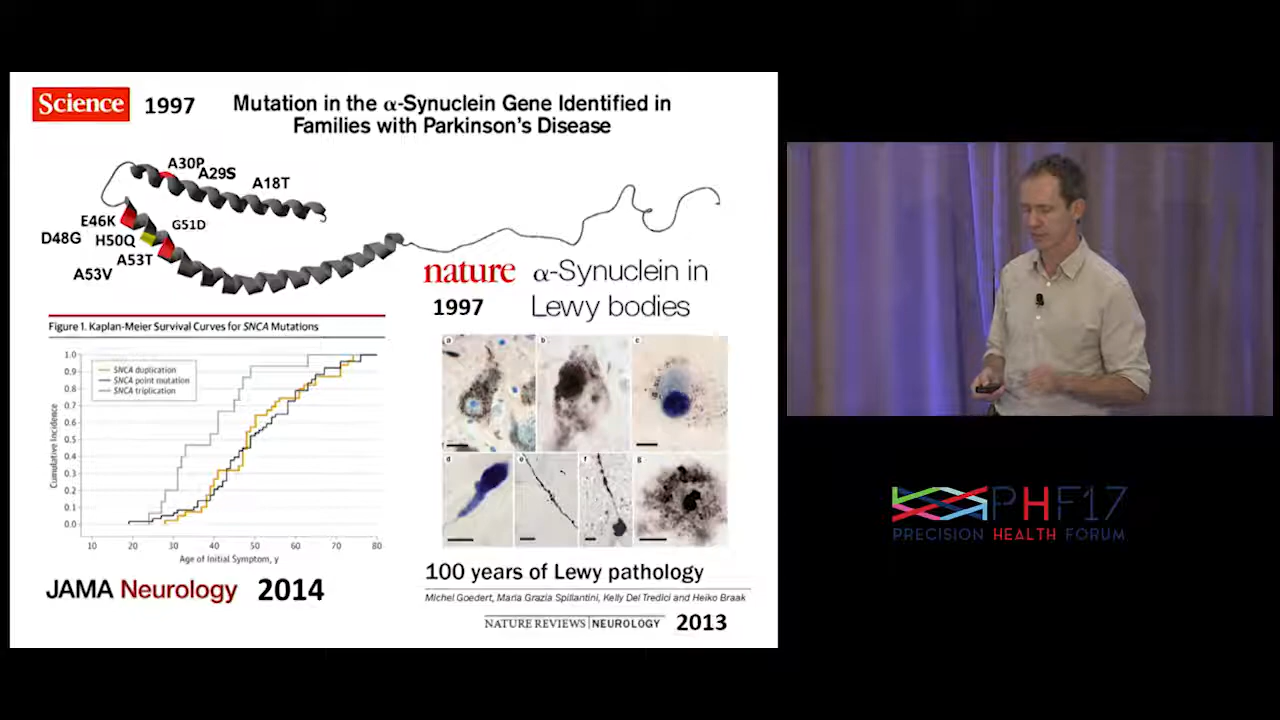 Science 1997
Mutation in the α-Synuclein Gene Identified in
Families with Parkinson's Disease
A30P
A29S
A18T
E46K
G51D
D48G
H50Q
A53T
A53V
nature
1997
α-Synuclein in
Lewy bodies
Figure 1. Kaplan-Meier Survival Curves for SNCA Mutations
1.0
0.9
0.8
0.7
0.6
0.5
0.4
0.3
0.2
0.1
0.0
SNCA duplication
SNCA point mutation
SNCA triplication
Cumulative Incidence
10 20 30 40 50 60 70 80
Age of Initial Symptom, y
JAMA Neurology 2014
a b c
d e f g
100 years of Lewy pathology
Michel Goedert, Maria Grazia Spillantini, Kelly Del Tredici and Heiko Braak
NATURE REVIEWS | NEUROLOGY 2013
PHF17
PRECISION HEALTH FORUM